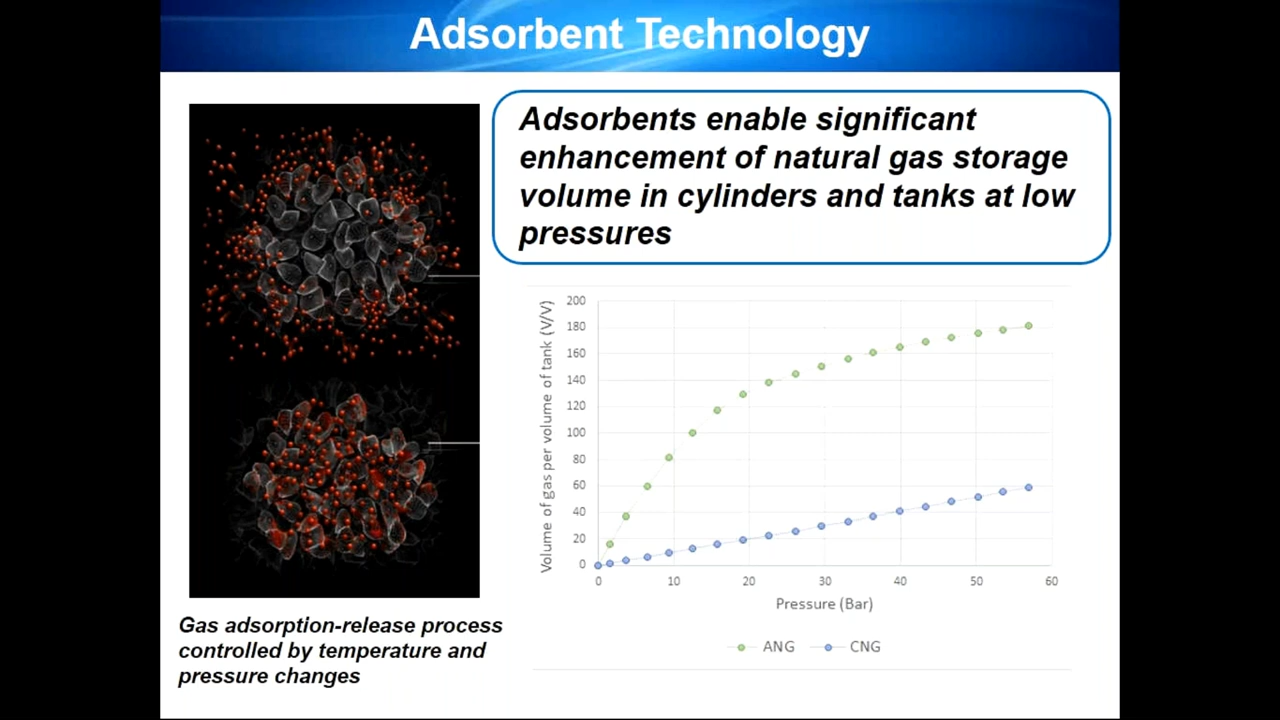 Adsorbent Technology
Adsorbents enable significant
enhancement of natural gas storage
volume in cylinders and tanks at low
pressures
Volume of gas per volume of tank (V/V)
200
180
160
140
120
100
80
60
40
20
0
0 10 20 30 40 50 60
Pressure (Bar)
ANG CNG
Gas adsorption-release process
controlled by temperature and
pressure changes